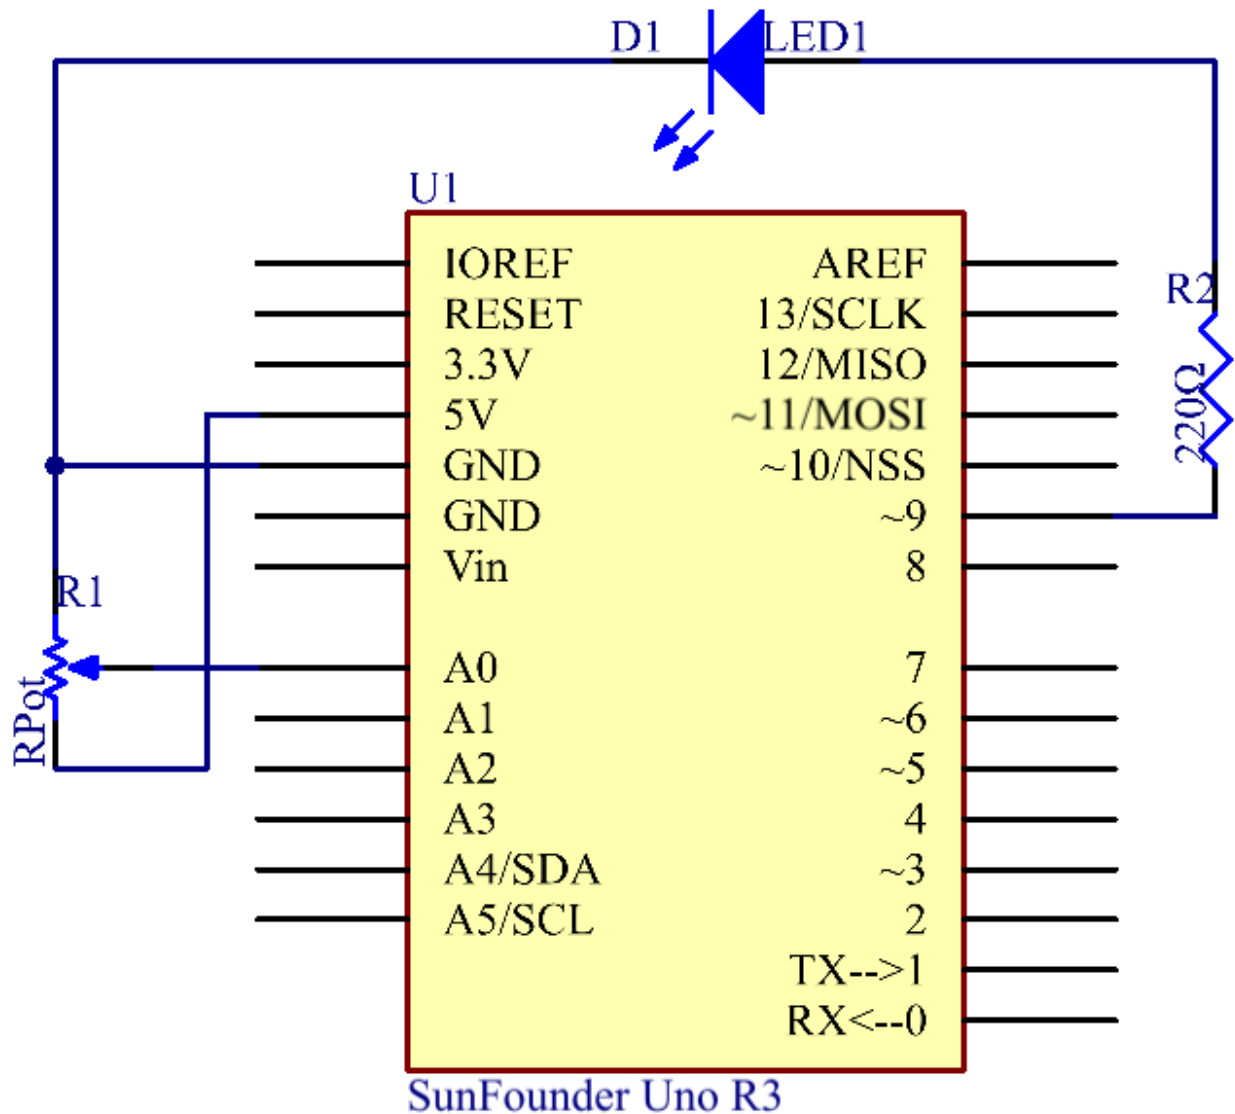 D1
LED1
U1
IOREF
AREF
RESET
13/SCLK
R2
3.3V
12/MISO
220Ω
5V
~11/MOSI
GND
~10/NSS
GND
~9
Vin
8
R1
A0
7
RPot
A1
~6
A2
~5
A3
4
A4/SDA
~3
A5/SCL
2
TX-->1
RX<--0
SunFounder Uno R3